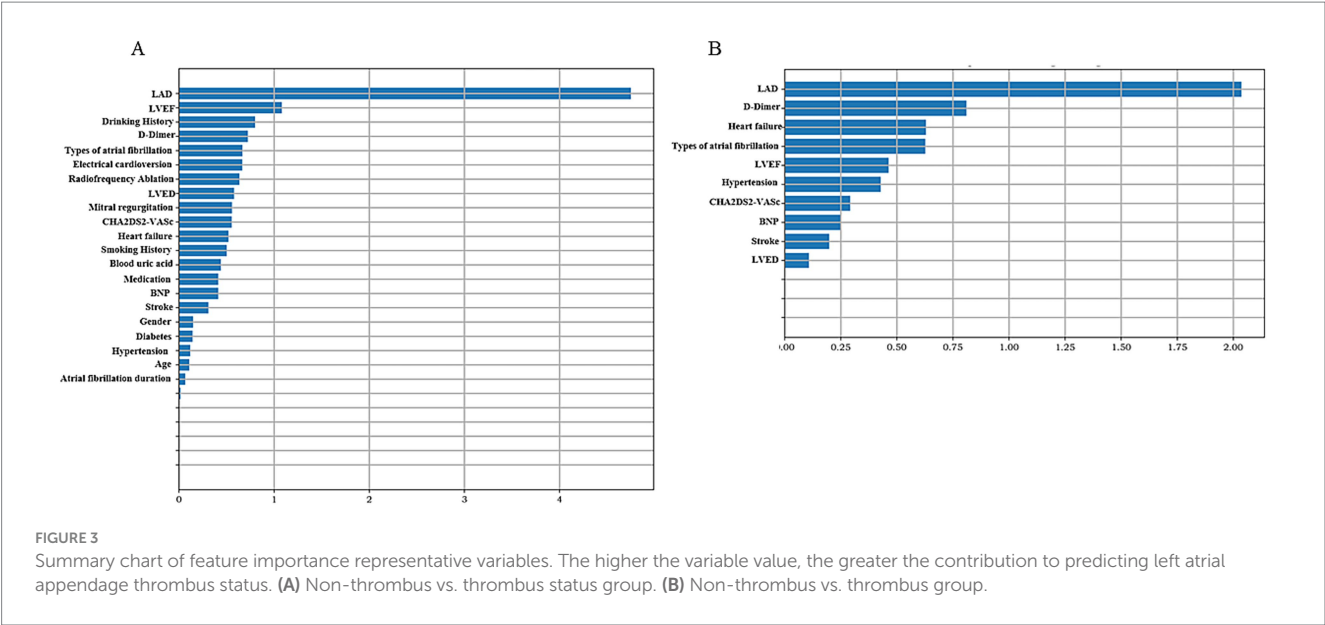 A
LAD
LVEF
Drinking History
D-Dimer
Types of atrial fibrillation
Electrical cardioversion
Radiofrequency Ablation
LVED
Mitral regurgitation
CHA2DS2-VASc
Heart failure
Smoking History
Blood uric acid
Medication
BNP
Stroke
Gender
Diabetes
Hypertension
Age
Atrial fibrillation duration
0 1 2 3 4
B
LAD
D-Dimer
Heart failure
Types of atrial fibrillation
LVEF
Hypertension
CHA2DS2-VASc
BNP
Stroke
LVED
.00 0.25 0.50 0.75 1.00 1.25 1.50 1.75 2.00
FIGURE 3
Summary chart of feature importance representative variables. The higher the variable value, the greater the contribution to predicting left atrial
appendage thrombus status. (A) Non-thrombus vs. thrombus status group. (B) Non-thrombus vs. thrombus group.